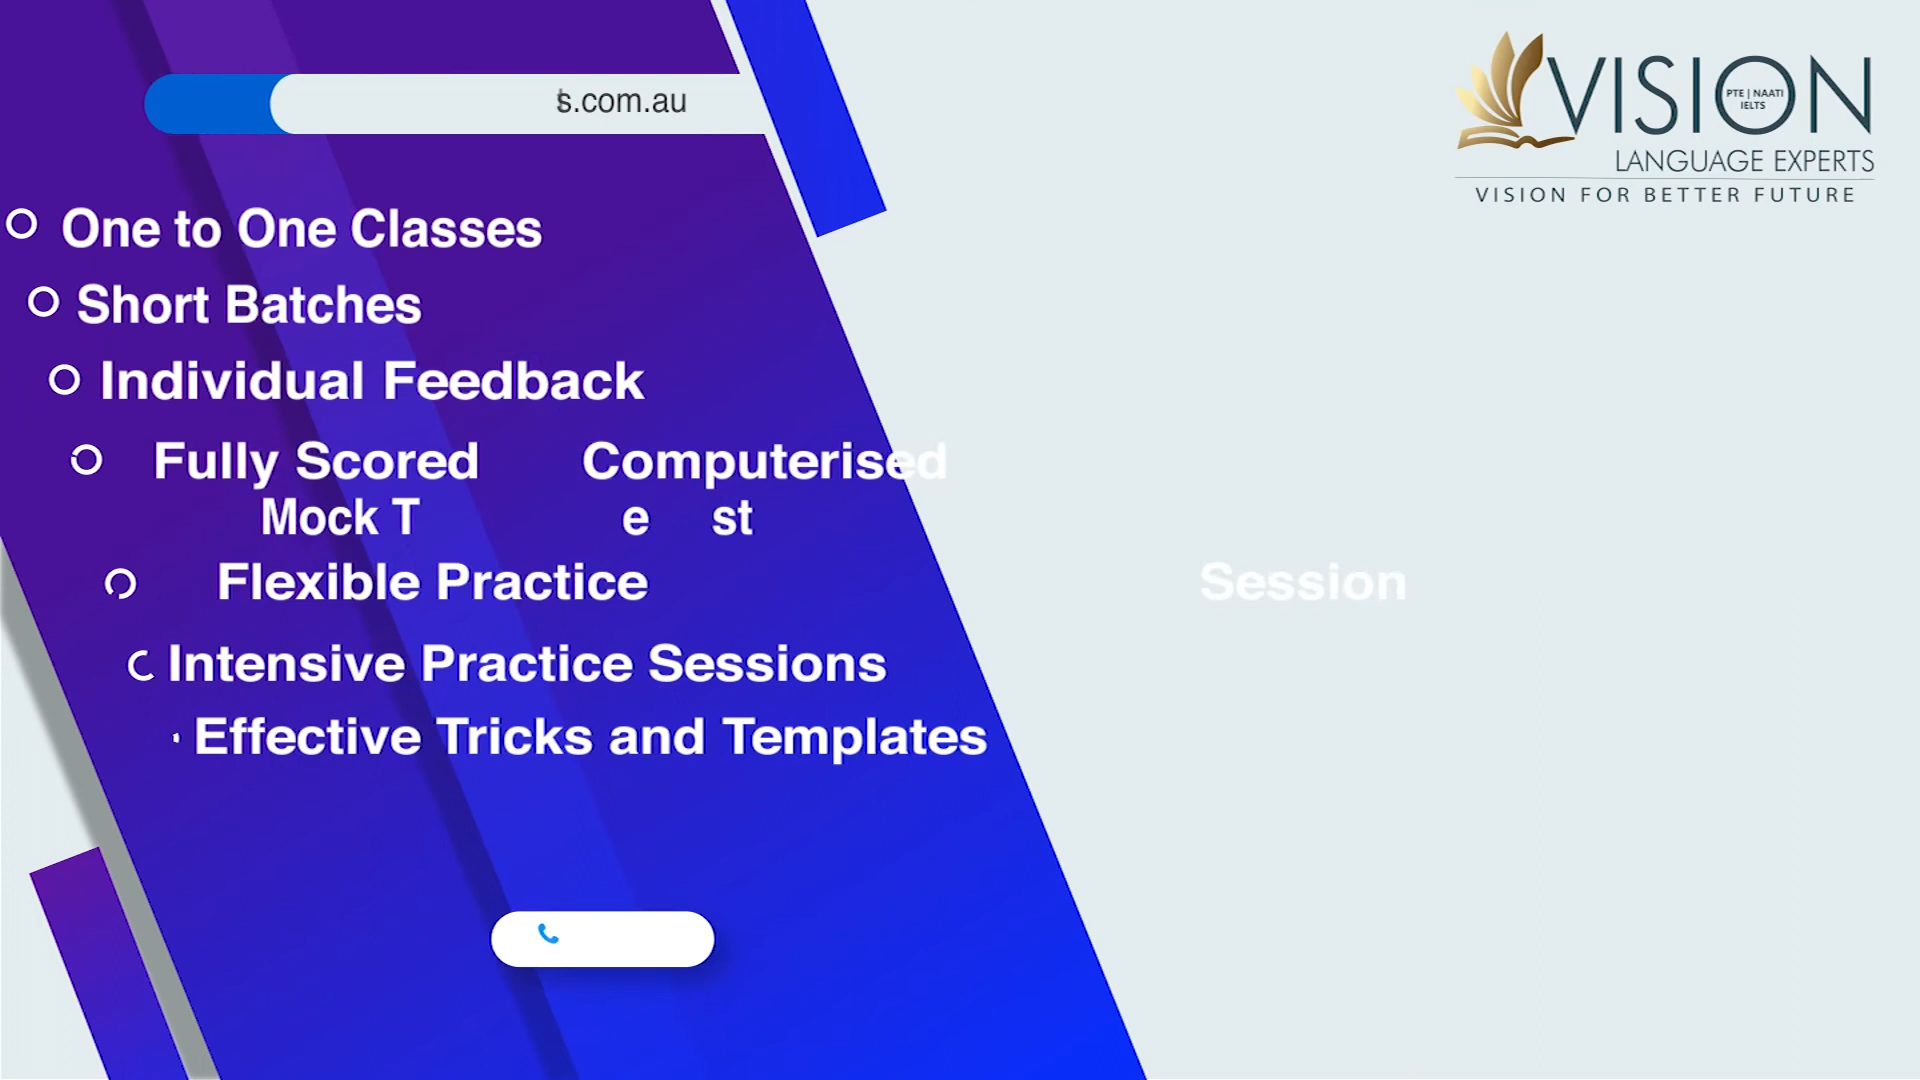 s.com.au
VISION
PTE | NAATI
IELTS
LANGUAGE EXPERTS
VISION FOR BETTER FUTURE
One to One Classes
Short Batches
Individual Feedback
Fully Scored Computerised
Mock T e st
Flexible Practice Session
Intensive Practice Sessions
Effective Tricks and Templates